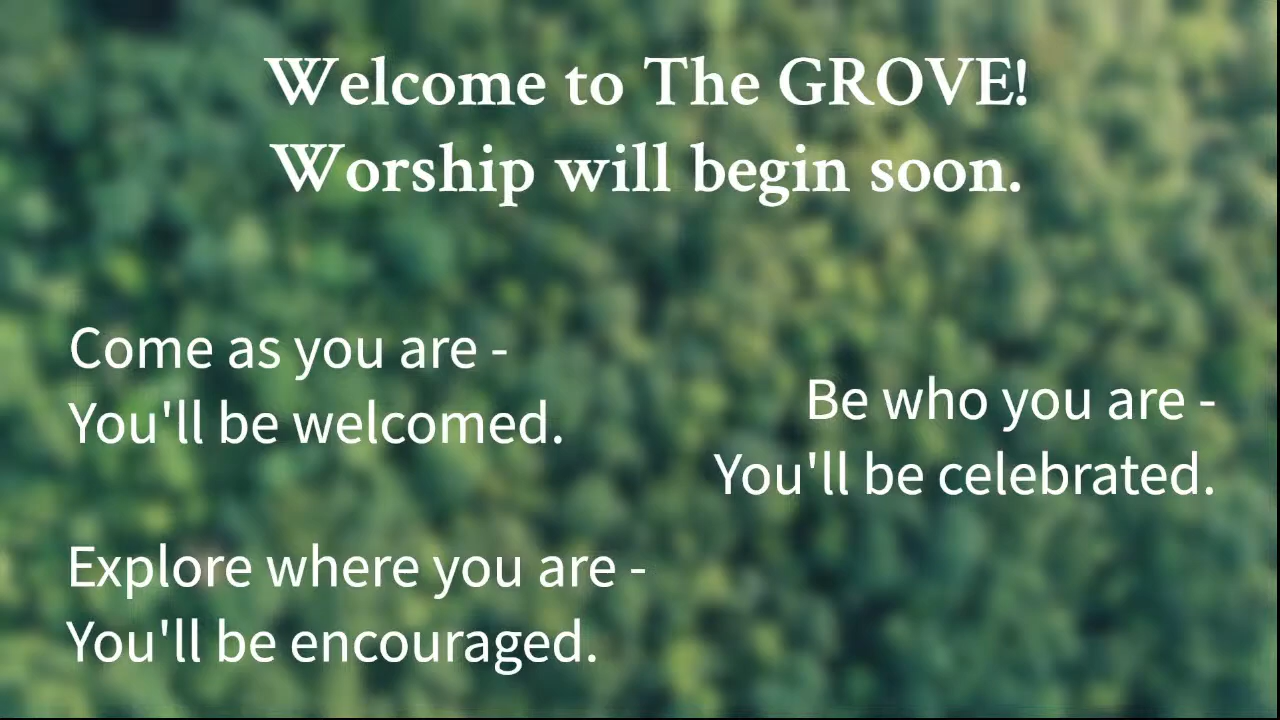 Welcome to The GROVE!
Worship will begin soon.
Come as you are -
You'll be welcomed.
Be who you are -
You'll be celebrated.
Explore where you are -
You'll be encouraged.